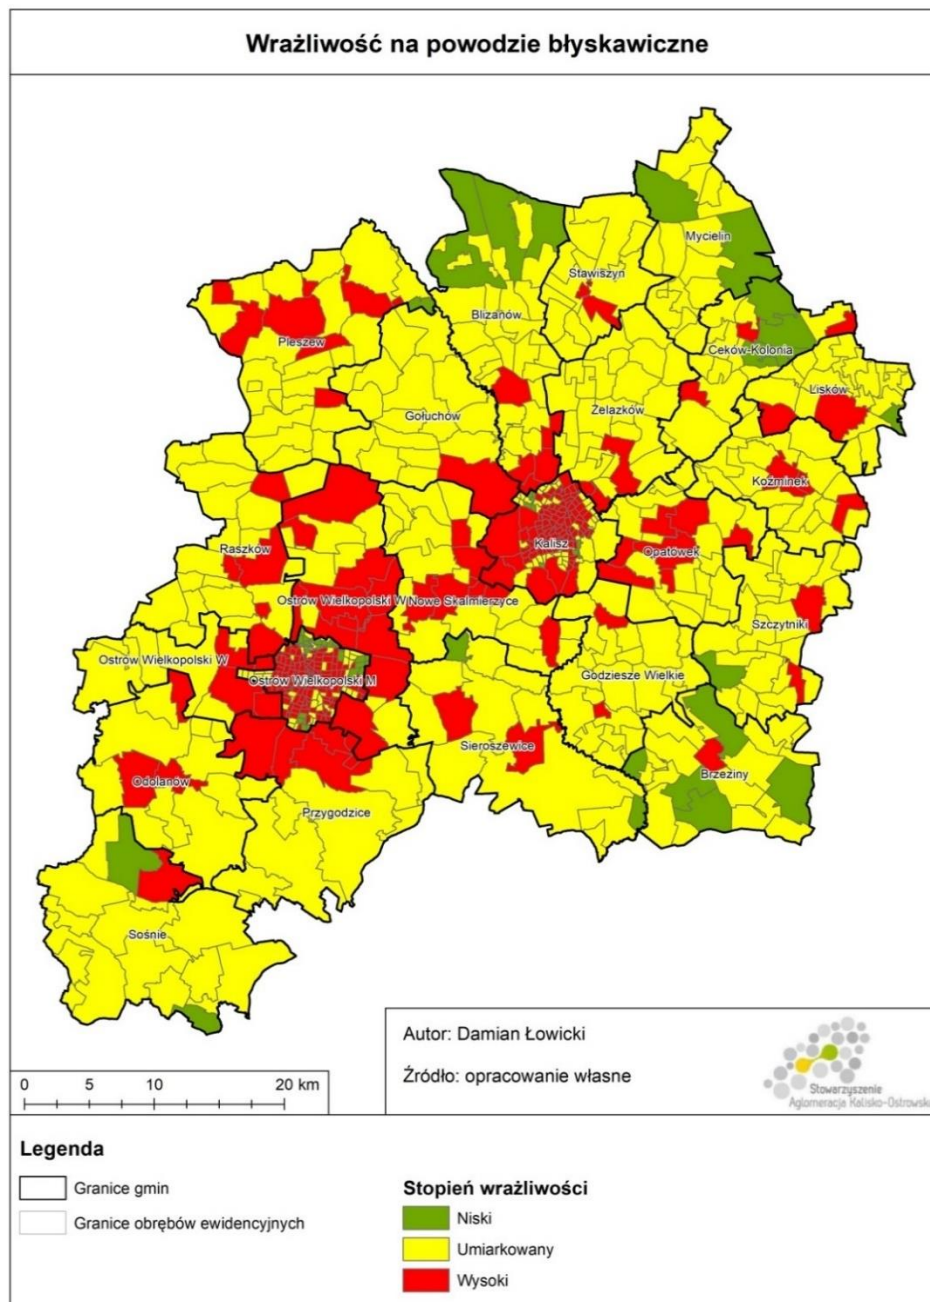 Wrażliwość na powodzie błyskawiczne
Mycielin
Stawiszyn
Blizanów
Pleszew
Ceków-Kolonia
Lisków
Gołuchów
Żelazków
Koźminek
Kalisz
Opatówek
Raszków
Ostrów Wielkopolski W
Nowe Skalmierzyce
Szczytniki
Ostrów Wielkopolski W
Godziesze Wielkie
Ostrów Wielkopolski M
Sieroszewice
Brzeziny
Odolanów
Przygodzice
Sośnie
Autor: Damian Łowicki
Źródło: opracowanie własne
Stowarzyszenie
Aglomeracja Kalisko-Ostrowska
0 5 10 20 km
Legenda
Granice gmin
Granice obrębów ewidencyjnych
Stopień wrażliwości
Niski
Umiarkowany
Wysoki